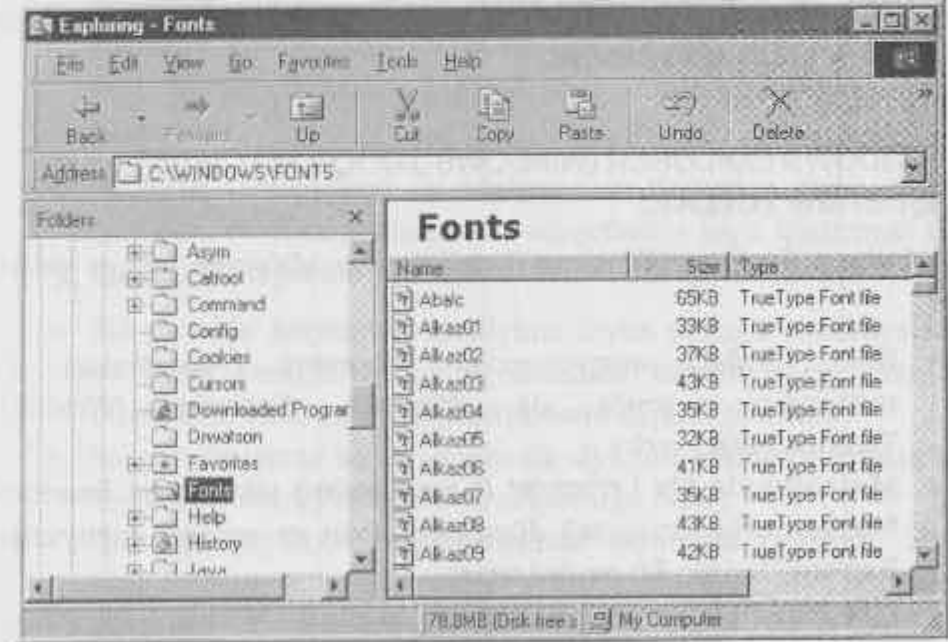 Exploring - Fonts
File Edit View Go Favorites Tools Help
Back Forward Up Cut Copy Paste Undo Delete
Address C:\WINDOWS\FONTS
Folders
Asym
Catroot
Command
Config
Cookies
Cursors
Downloaded Program
Drwatson
Favorites
Fonts
Help
History
Java
Fonts
Name Size Type
Abalc 65KB TrueType Font file
Alkaz01 33KB TrueType Font file
Alkaz02 37KB TrueType Font file
Alkaz03 43KB TrueType Font file
Alkaz04 35KB TrueType Font file
Alkaz05 32KB TrueType Font file
Alkaz06 41KB TrueType Font file
Alkaz07 35KB TrueType Font file
Alkaz08 43KB TrueType Font file
Alkaz09 42KB TrueType Font file
78,8MB (Disk free s My Computer